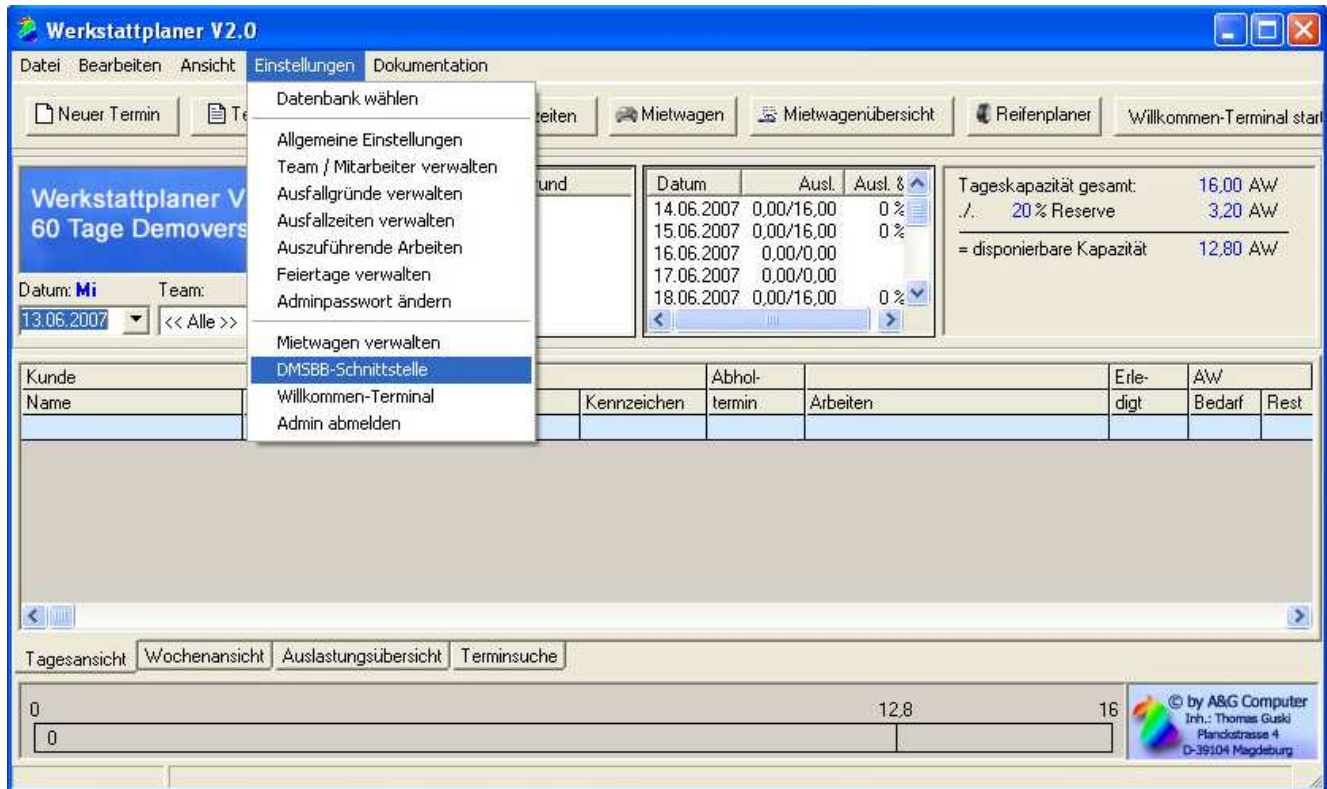 Werkstattplaner V2.0
Datei Bearbeiten Ansicht Einstellungen Dokumentation
Neuer Termin
Mietwagen Mietwagenübersicht Reifenplaner Willkommen-Terminal start
Datenbank wählen
Allgemeine Einstellungen
Team / Mitarbeiter verwalten
Ausfallgründe verwalten
Ausfallzeiten verwalten
Auszuführende Arbeiten
Feiertage verwalten
Adminpasswort ändern
Mietwagen verwalten
DMSBB-Schnittstelle
Willkommen-Terminal
Admin abmelden
Werkstattplaner V
60 Tage Demovers
Datum: Mi Team:
13.06.2007 << Alle >>
Datum Ausl. Ausl. &
14.06.2007 0,00/16,00 0 %
15.06.2007 0,00/16,00 0 %
16.06.2007 0,00/0,00
17.06.2007 0,00/0,00
18.06.2007 0,00/16,00 0 %
Tageskapazität gesamt: 16,00 AW
./. 20 % Reserve 3,20 AW
= disponierbare Kapazität 12,80 AW
Kunde Abhol- Erle- AW
Name Kennzeichen termin Arbeiten digt Bedarf Rest
Tagesansicht Wochenansicht Auslastungsübersicht Terminsuche
0 12,8 16
0
© by A&G Computer
Inh.: Thomas Guski
Planckstrasse 4
D-39104 Magdeburg